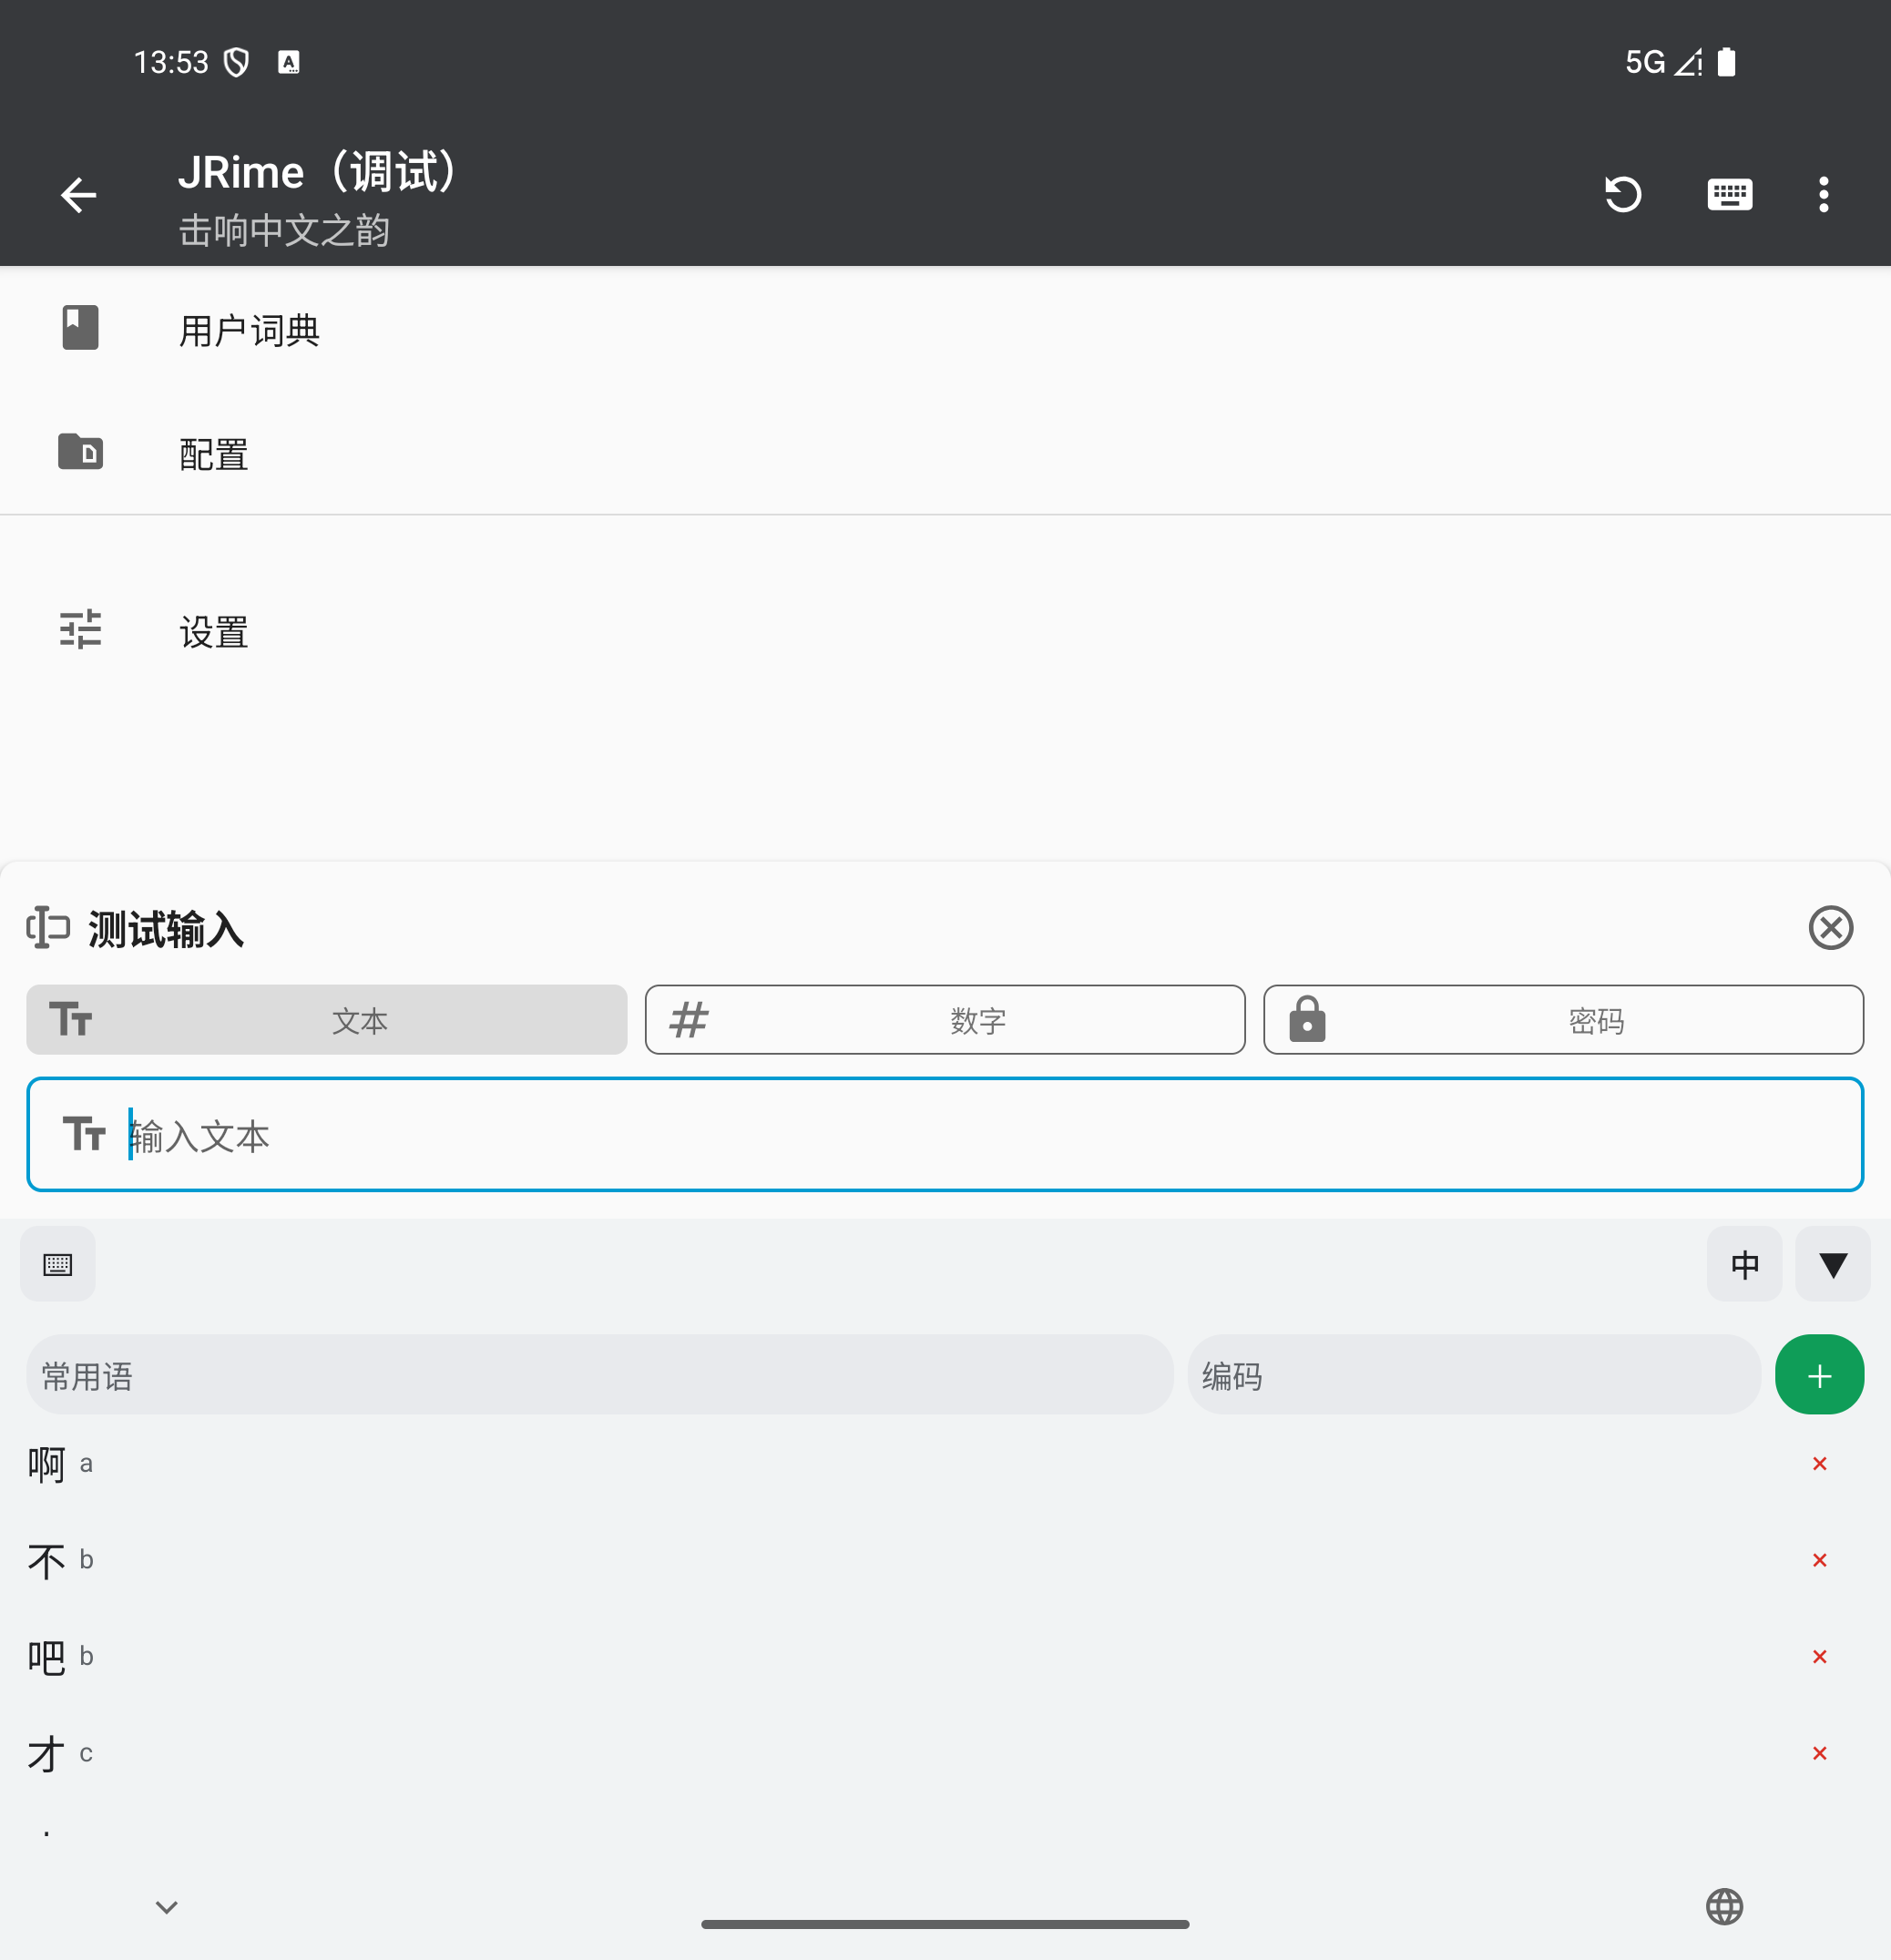 13:53
5G
JRime（调试）
击响中文之韵
用户词典
配置
设置
测试输入
文本
数字
密码
输入文本
中
常用语
编码
+
啊 a
不 b
吧 b
才 c